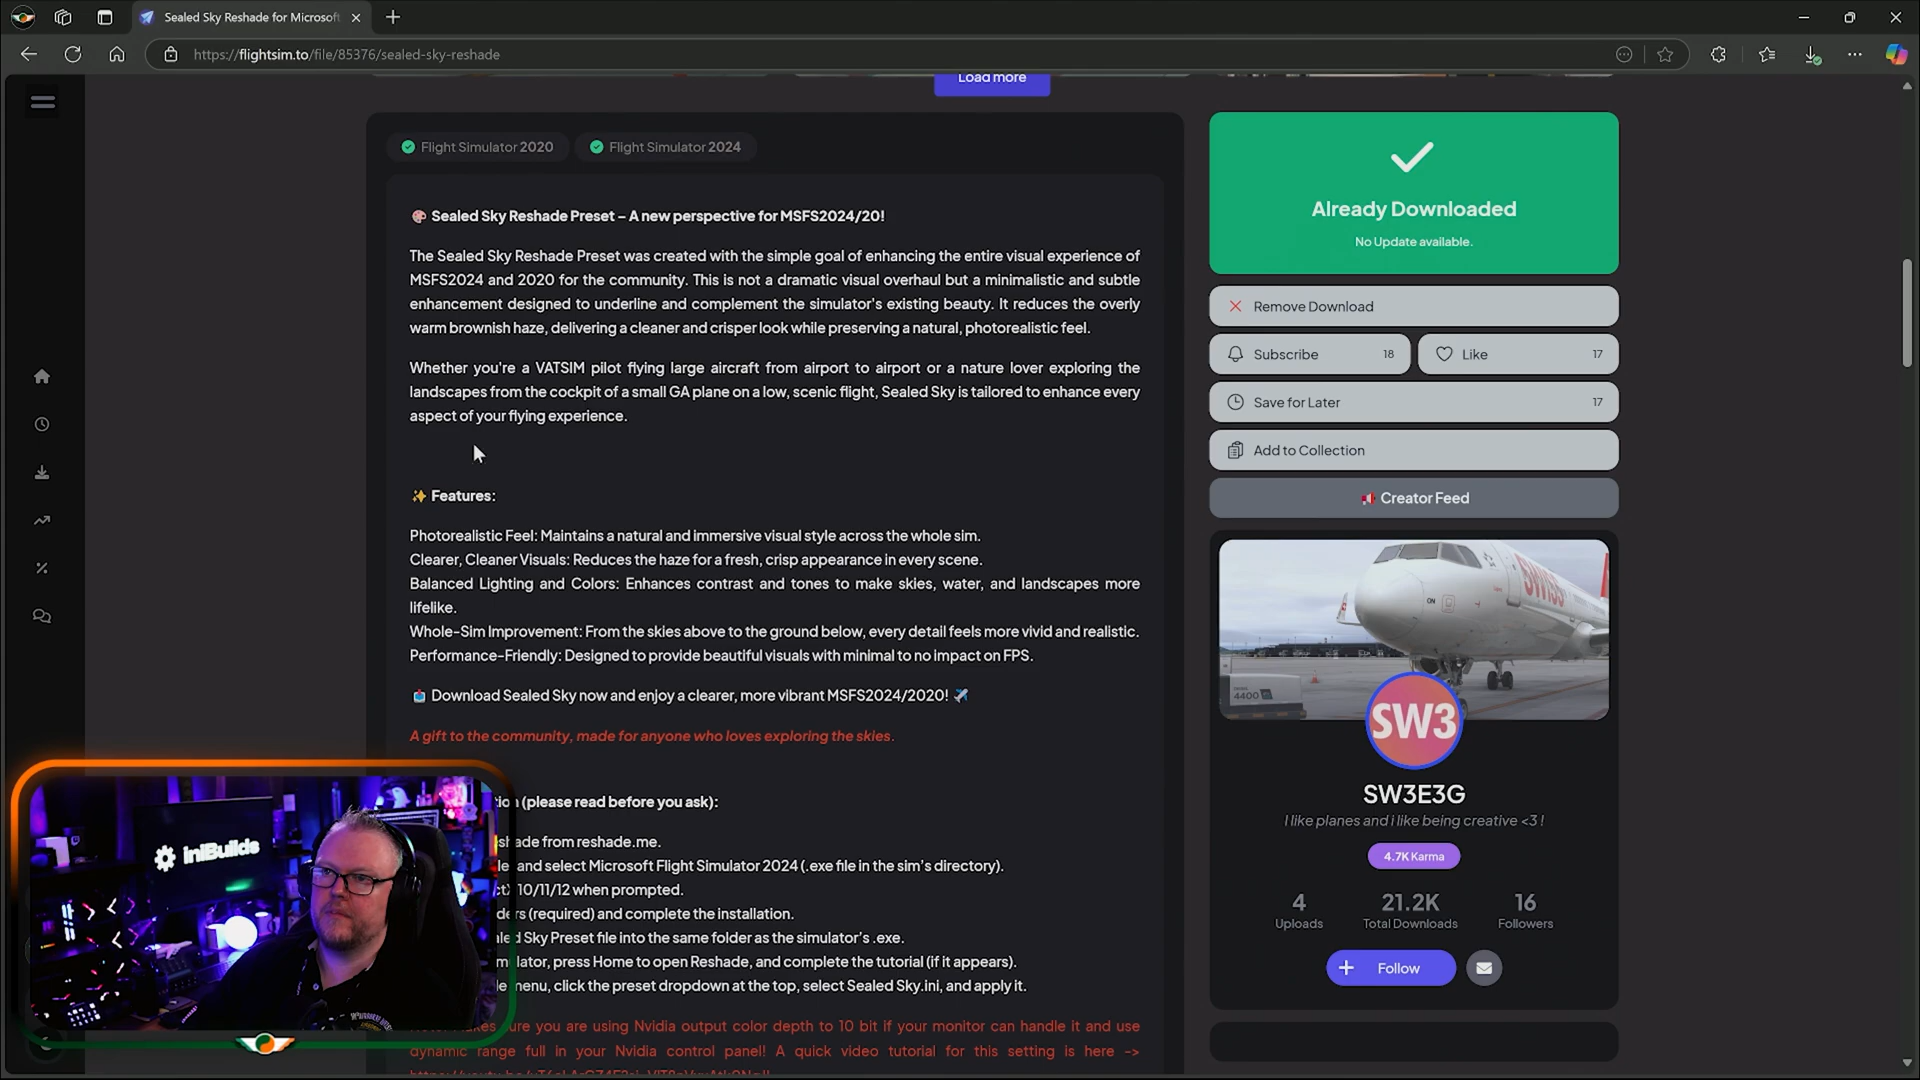 Sealed Sky Reshade for Microsof
https://flightsim.to/file/85376/sealed-sky-reshade
Load more
Flight Simulator 2020
Flight Simulator 2024
Sealed Sky Reshade Preset – A new perspective for MSFS2024/20!
The Sealed Sky Reshade Preset was created with the simple goal of enhancing the entire visual experience of
MSFS2024 and 2020 for the community. This is not a dramatic visual overhaul but a minimalistic and subtle
enhancement designed to underline and complement the simulator's existing beauty. It reduces the overly
warm brownish haze, delivering a cleaner and crisper look while preserving a natural, photorealistic feel.
Whether you're a VATSIM pilot flying large aircraft from airport to airport or a nature lover exploring the
landscapes from the cockpit of a small GA plane on a low, scenic flight, Sealed Sky is tailored to enhance every
aspect of your flying experience.
Features:
Photorealistic Feel: Maintains a natural and immersive visual style across the whole sim.
Clearer, Cleaner Visuals: Reduces the haze for a fresh, crisp appearance in every scene.
Balanced Lighting and Colors: Enhances contrast and tones to make skies, water, and landscapes more
lifelike.
Whole-Sim Improvement: From the skies above to the ground below, every detail feels more vivid and realistic.
Performance-Friendly: Designed to provide beautiful visuals with minimal to no impact on FPS.
Download Sealed Sky now and enjoy a clearer, more vibrant MSFS2024/2020!
A gift to the community, made for anyone who loves exploring the skies.
(please read before you ask):
from reshade.me.
and select Microsoft Flight Simulator 2024 (.exe file in the sim's directory).
10/11/12 when prompted.
(required) and complete the installation.
Sky Preset file into the same folder as the simulator's .exe.
press Home to open Reshade, and complete the tutorial (if it appears).
menu, click the preset dropdown at the top, select Sealed Sky.ini, and apply it.
sure you are using Nvidia output color depth to 10 bit if your monitor can handle it and use
dynamic range full in your Nvidia control panel! A quick video tutorial for this setting is here ->
Already Downloaded
No Update available.
Remove Download
Subscribe 18
Like 17
Save for Later 17
Add to Collection
Creator Feed
SWISS
4400
SW3
SW3E3G
I like planes and i like being creative <3 !
4.7K Karma
4
Uploads
21.2K
Total Downloads
16
Followers
Follow
iniBuilds